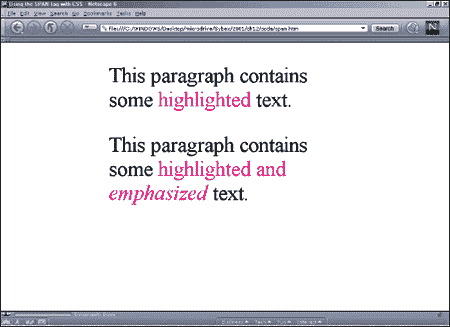 Using the SPAN Tag with CSS - Netscape 6
File Edit View Search Go Bookmarks Tasks Help
Search
N
This paragraph contains
some highlighted text.
This paragraph contains
some highlighted and
emphasized text.